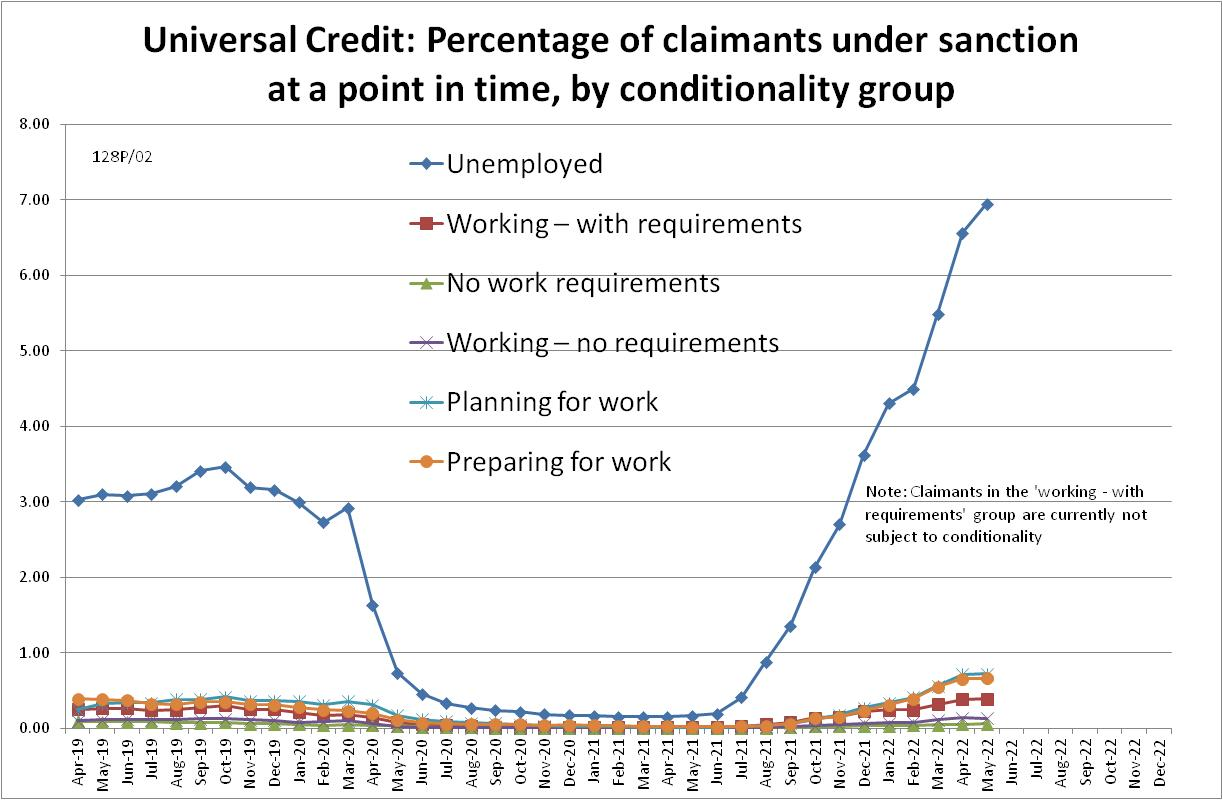 Universal Credit: Percentage of claimants under sanction
at a point in time, by conditionality group
8.00
128P/02
Unemployed
7.00
Working – with requirements
6.00
No work requirements
5.00
Working – no requirements
4.00
Planning for work
Preparing for work
3.00
Note: Claimants in the 'working - with
requirements' group are currently not
subject to conditionality
2.00
1.00
0.00
Apr-19
May-19
Jun-19
Jul-19
Aug-19
Sep-19
Oct-19
Nov-19
Dec-19
Jan-20
Feb-20
Mar-20
Apr-20
May-20
Jun-20
Jul-20
Aug-20
Sep-20
Oct-20
Nov-20
Dec-20
Jan-21
Feb-21
Mar-21
Apr-21
May-21
Jun-21
Jul-21
Aug-21
Sep-21
Oct-21
Nov-21
Dec-21
Jan-22
Feb-22
Mar-22
Apr-22
May-22
Jun-22
Jul-22
Aug-22
Sep-22
Oct-22
Nov-22
Dec-22